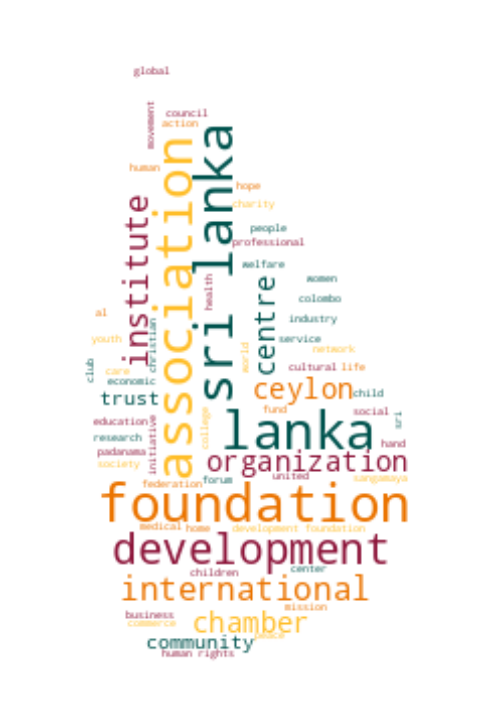 global
movement
council
action
association
sri lanka
human
hope
institute
charity
people
professional
welfare
health
women
centre
colombo
al
industry
christian
youth
service
world
network
club
care
cultural
life
economic
ceylon
child
trust
fund
social
education
initiative
college
lanka
sri
research
hand
padanama
organization
society
forum
united
sangamaya
federation
foundation
medical
home
development foundation
development
children
center
international
mission
business
commerce
chamber
peace
community
human rights